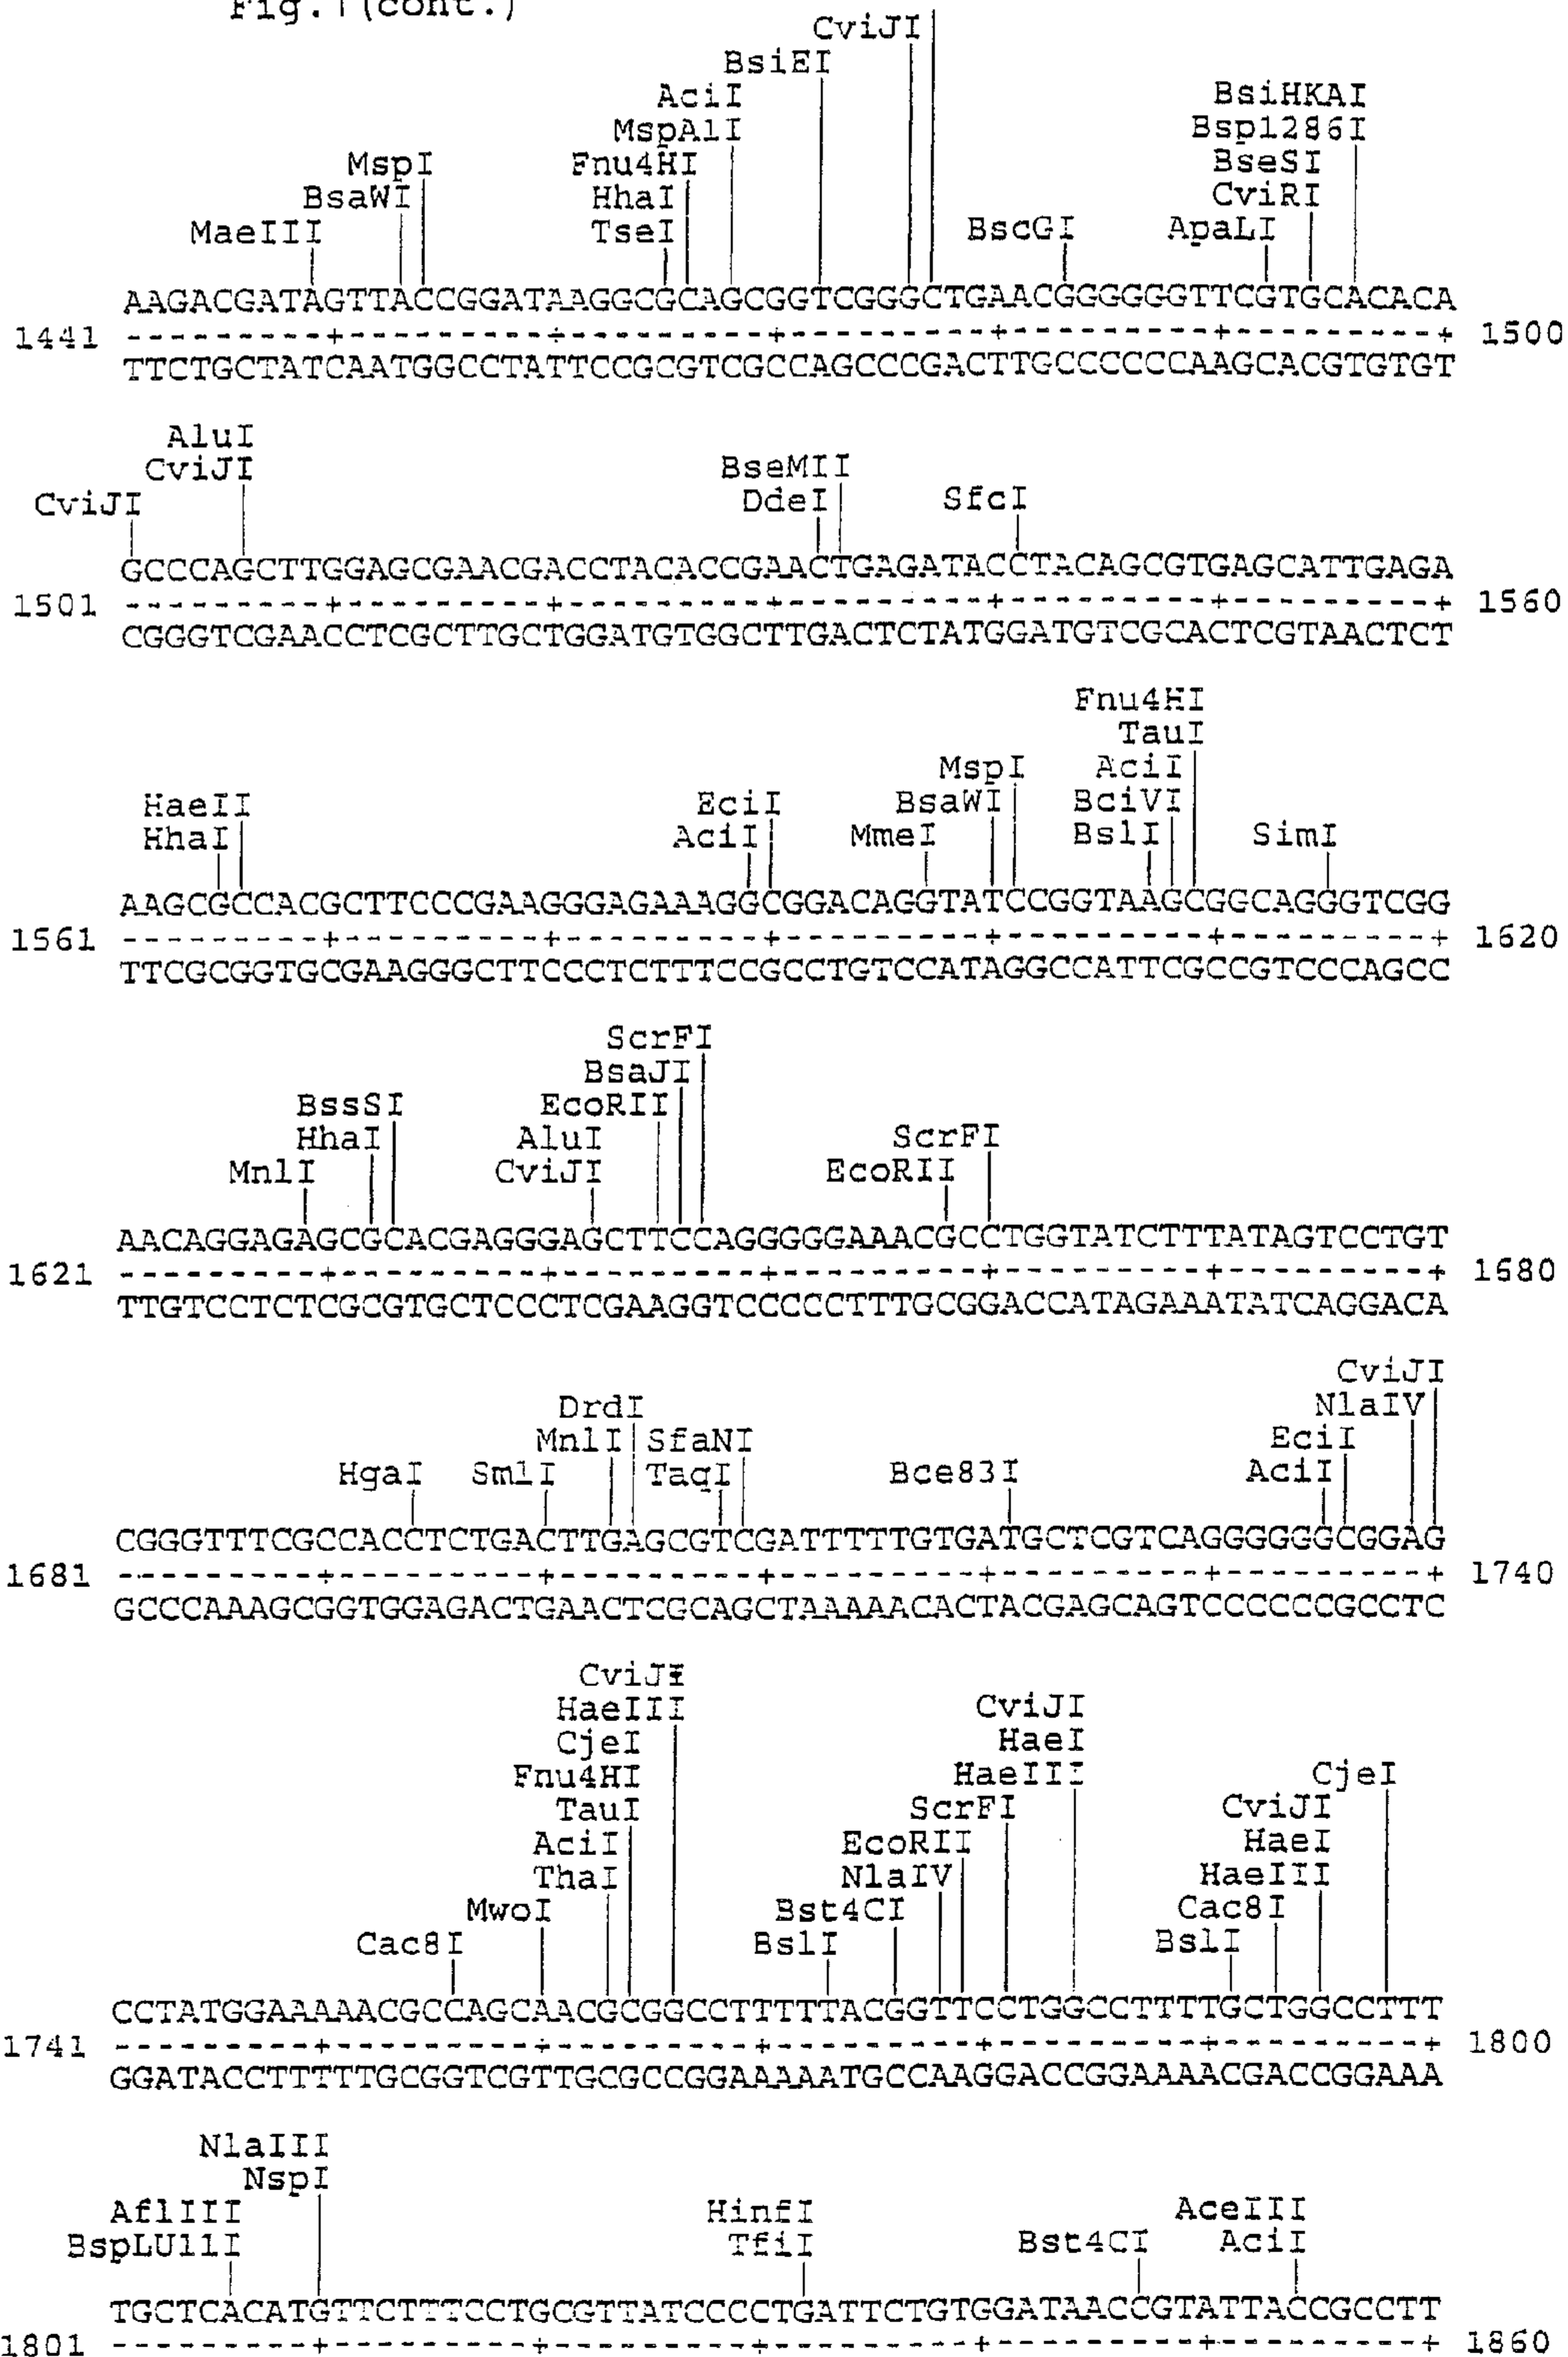 Fig.1(cont.)
CviJI
BsiEI
AciI BsiHKAI
MspA1I Bsp1286I
MspI Fnu4HI BseSI
BsaWI HhaI CviRI
MaeIII TseI BscGI ApaLI
AAGACGATAGTTACCGGATAAGGCGCAGCGGTCGGGCTGAACGGGGGGTTCGTGCACACA
1441 ---------+---------+---------+---------+---------+---------+ 1500
TTCTGCTATCAATGGCCTATTCCGCGTCGCCAGCCCGACTTGCCCCCCAAGCACGTGTGT
AluI
CviJI BseMII
CviJI DdeI SfcI
GCCCAGCTTGGAGCGAACGACCTACACCGAACTGAGATACCTACAGCGTGAGCATTGAGA
1501 ---------+---------+---------+---------+---------+---------+ 1560
CGGGTCGAACCTCGCTTGCTGGATGTGGCTTGACTCTATGGATGTCGCACTCGTAACTCT
Fnu4HI
TauI
MspI AciI
HaeII EciI BsaWI BciVI
HhaI AciI MmeI BslI SimI
AAGCGCCACGCTTCCCGAAGGGAGAAAGGCGGACAGGTATCCGGTAAGCGGCAGGGTCGG
1561 ---------+---------+---------+---------+---------+---------+ 1620
TTCGCGGTGCGAAGGGCTTCCCTCTTTCCGCCTGTCCATAGGCCATTCGCCGTCCCAGCC
ScrFI
BsaJI
BssSI EcoRII
HhaI AluI ScrFI
MnlI CviJI EcoRII
AACAGGAGAGCGCACGAGGGAGCTTCCAGGGGGAAACGCCTGGTATCTTTATAGTCCTGT
1621 ---------+---------+---------+---------+---------+---------+ 1680
TTGTCCTCTCGCGTGCTCCCTCGAAGGTCCCCCTTTGCGGACCATAGAAATATCAGGACA
CviJI
DrdI NlaIV
MnlI SfaNI EciI
HgaI SmlI TaqI Bce83I AciI
CGGGTTTCGCCACCTCTGACTTGAGCGTCGATTTTTGTGATGCTCGTCAGGGGGGCGGAG
1681 ---------+---------+---------+---------+---------+---------+ 1740
GCCCAAAGCGGTGGAGACTGAACTCGCAGCTAAAAACACTACGAGCAGTCCCCCCGCCTC
CviJI
HaeIII CviJI
CjeI HaeI
Fnu4HI HaeIII CjeI
TauI ScrFI CviJI
AciI EcoRII HaeI
ThaI NlaIV HaeIII
MwoI Bst4CI Cac8I
Cac8I BslI BslI
CCTATGGAAAAACGCCAGCAACGCGGCCTTTTTACGGTTCCTGGCCTTTTGCTGGCCTTT
1741 ---------+---------+---------+---------+---------+---------+ 1800
GGATACCTTTTTGCGGTCGTTGCGCCGGAAAAATGCCAAGGACCGGAAAACGACCGGAAA
NlaIII
NspI
AflIII HinfI AceIII
BspLU11I TfiI Bst4CI AciI
TGCTCACATGTTCTTTCCTGCGTTATCCCCTGATTCTGTGGATAACCGTATTACCGCCTT
1801 ---------+---------+---------+---------+---------+---------+ 1860